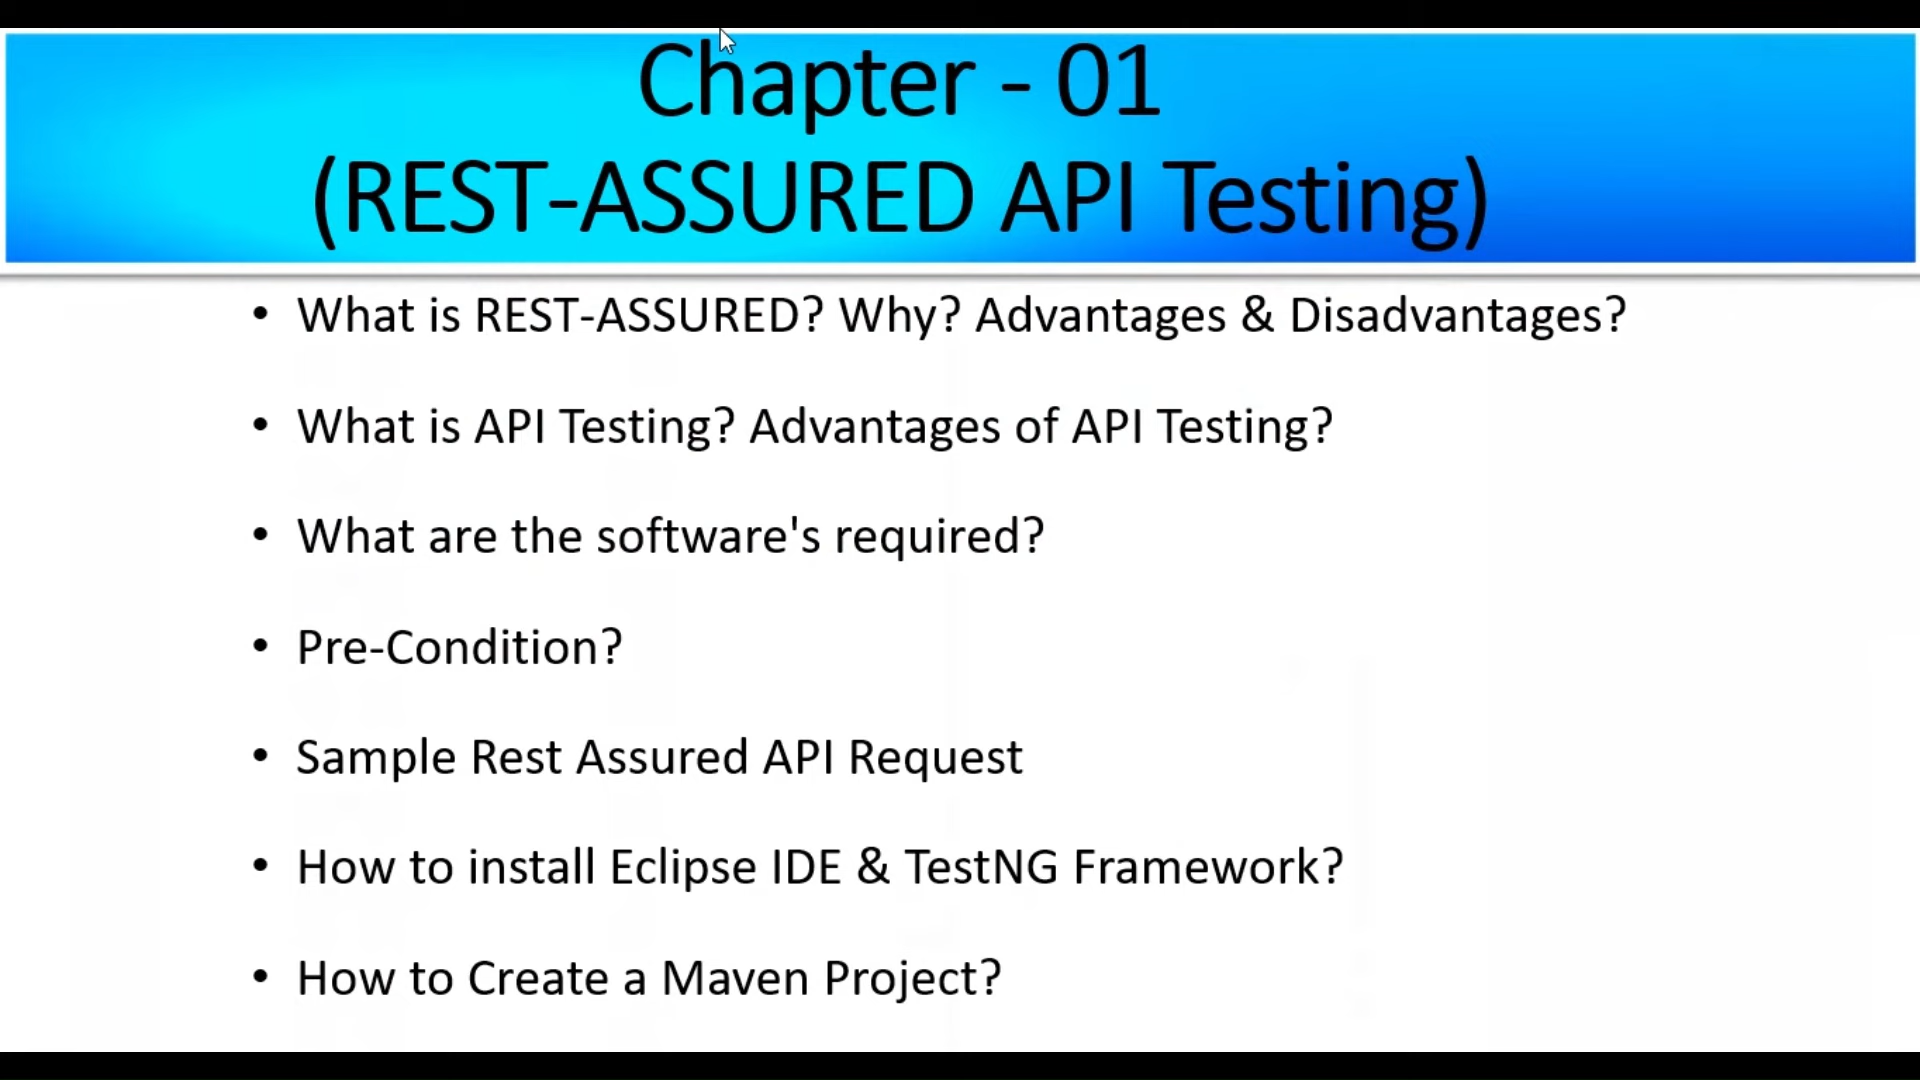 Chapter - 01
(REST-ASSURED API Testing)
• What is REST-ASSURED? Why? Advantages & Disadvantages?
• What is API Testing? Advantages of API Testing?
• What are the software's required?
• Pre-Condition?
• Sample Rest Assured API Request
• How to install Eclipse IDE & TestNG Framework?
• How to Create a Maven Project?